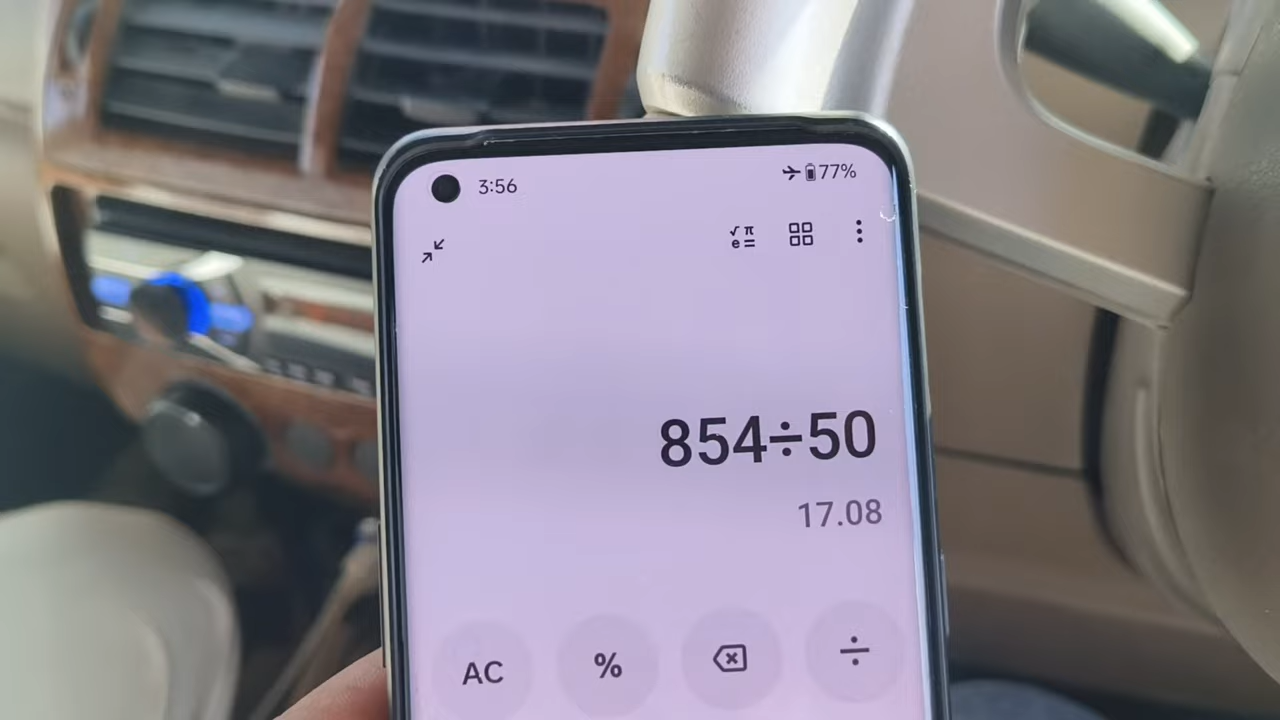 3:56 77%
√ π
e =
854÷50
17.08
AC % ÷